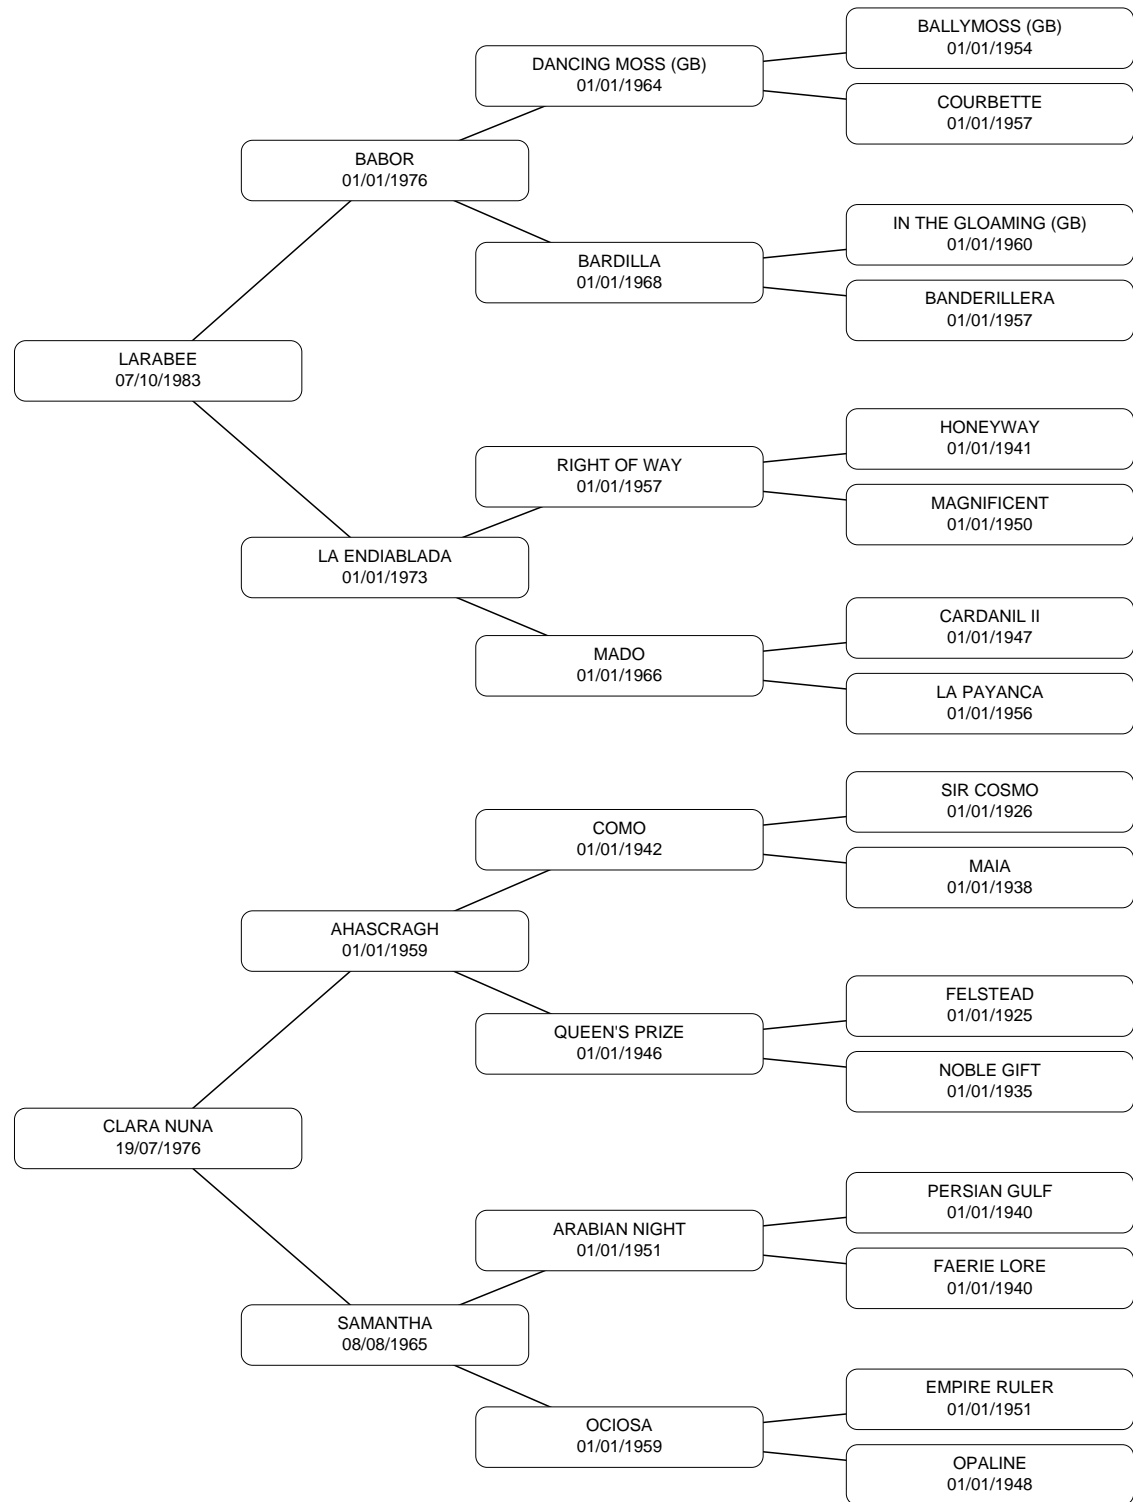 BALLYMOSS (GB)
01/01/1954
DANCING MOSS (GB)
01/01/1964
COURBETTE
01/01/1957
BABOR
01/01/1976
IN THE GLOAMING (GB)
01/01/1960
BARDILLA
01/01/1968
BANDERILLERA
01/01/1957
LARABEE
07/10/1983
HONEYWAY
01/01/1941
RIGHT OF WAY
01/01/1957
MAGNIFICENT
01/01/1950
LA ENDIABLADA
01/01/1973
CARDANIL II
01/01/1947
MADO
01/01/1966
LA PAYANCA
01/01/1956
SIR COSMO
01/01/1926
COMO
01/01/1942
MAIA
01/01/1938
AHASCRAGH
01/01/1959
FELSTEAD
01/01/1925
QUEEN'S PRIZE
01/01/1946
NOBLE GIFT
01/01/1935
CLARA NUNA
19/07/1976
PERSIAN GULF
01/01/1940
ARABIAN NIGHT
01/01/1951
FAERIE LORE
01/01/1940
SAMANTHA
08/08/1965
EMPIRE RULER
01/01/1951
OCIOSA
01/01/1959
OPALINE
01/01/1948